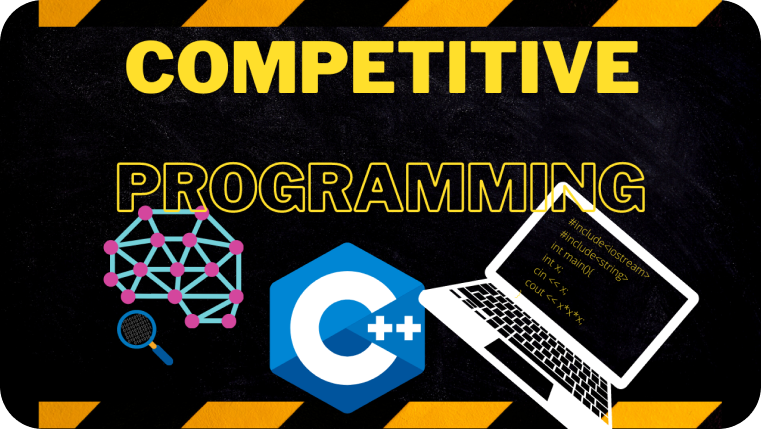 COMPETITIVE
PROGRAMMING
C++
#include<iostream>
#include<string>
int main(){
int x;
cin << x;
cout << x*x*x;